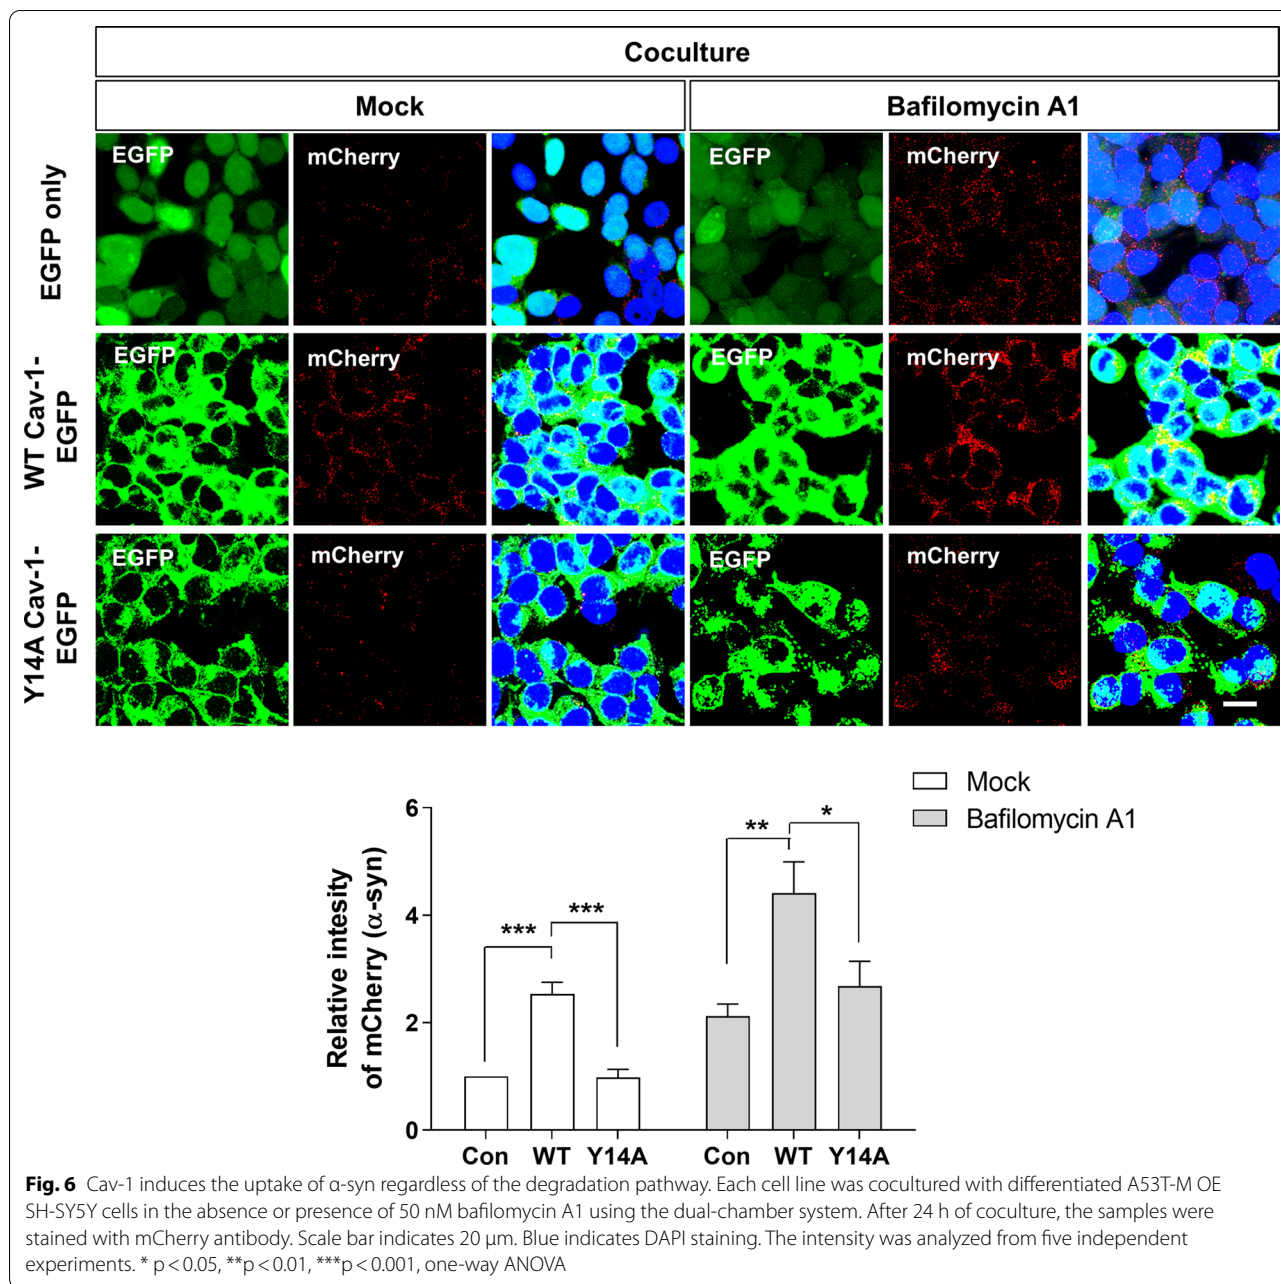 Coculture
Mock
Bafilomycin A1
EGFP only
EGFP
mCherry
EGFP
mCherry
WT Cav-1-
EGFP
EGFP
mCherry
EGFP
mCherry
Y14A Cav-1-
EGFP
EGFP
mCherry
EGFP
mCherry
Mock
Bafilomycin A1
Relative intesity
of mCherry (α-syn)
6
4
2
0
***
***
**
*
Con WT Y14A Con WT Y14A
Fig. 6 Cav-1 induces the uptake of α-syn regardless of the degradation pathway. Each cell line was cocultured with differentiated A53T-M OE
SH-SY5Y cells in the absence or presence of 50 nM bafilomycin A1 using the dual-chamber system. After 24 h of coculture, the samples were
stained with mCherry antibody. Scale bar indicates 20 μm. Blue indicates DAPI staining. The intensity was analyzed from five independent
experiments. * p < 0.05, **p < 0.01, ***p < 0.001, one-way ANOVA